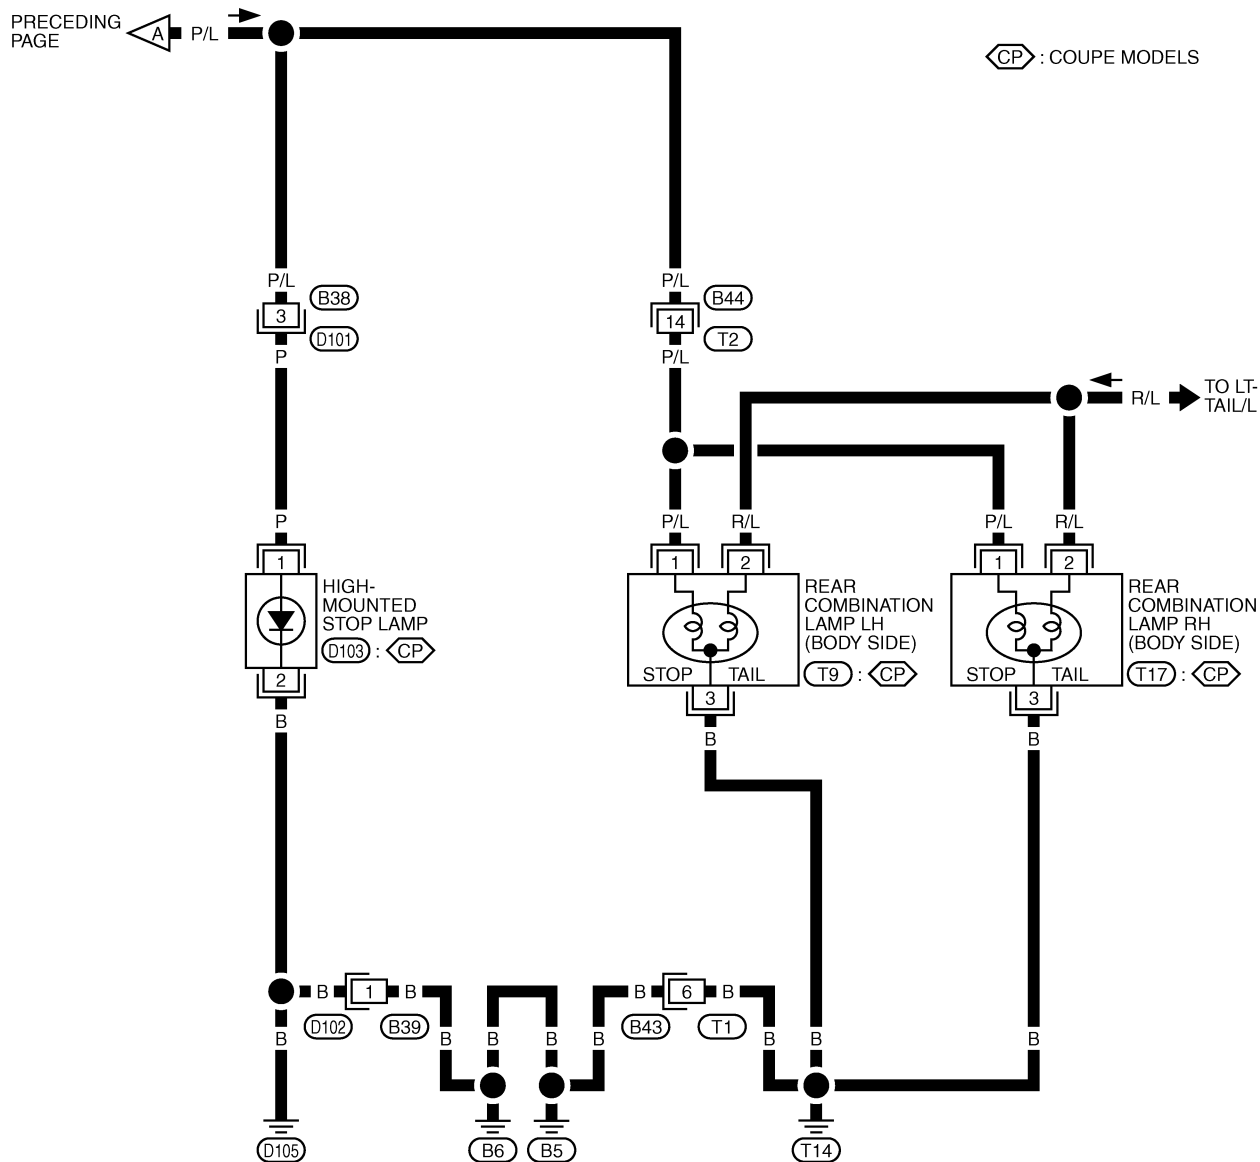 PRECEDING
PAGE
A
P/L
CP : COUPE MODELS
P/L
B38
3
D101
P
P/L
B44
14
T2
P/L
R/L
TO LT-
TAIL/L
P
P/L
R/L
P/L
R/L
1
1
2
1
2
HIGH-
MOUNTED
STOP LAMP
D103 : CP
2
B
REAR
COMBINATION
LAMP LH
(BODY SIDE)
T9 : CP
STOP
TAIL
3
B
REAR
COMBINATION
LAMP RH
(BODY SIDE)
T17 : CP
STOP
TAIL
3
B
B
1
B
B
6
B
D102
B39
B43
T1
B
B
B
B
B
B
B
B
D105
B6
B5
T14